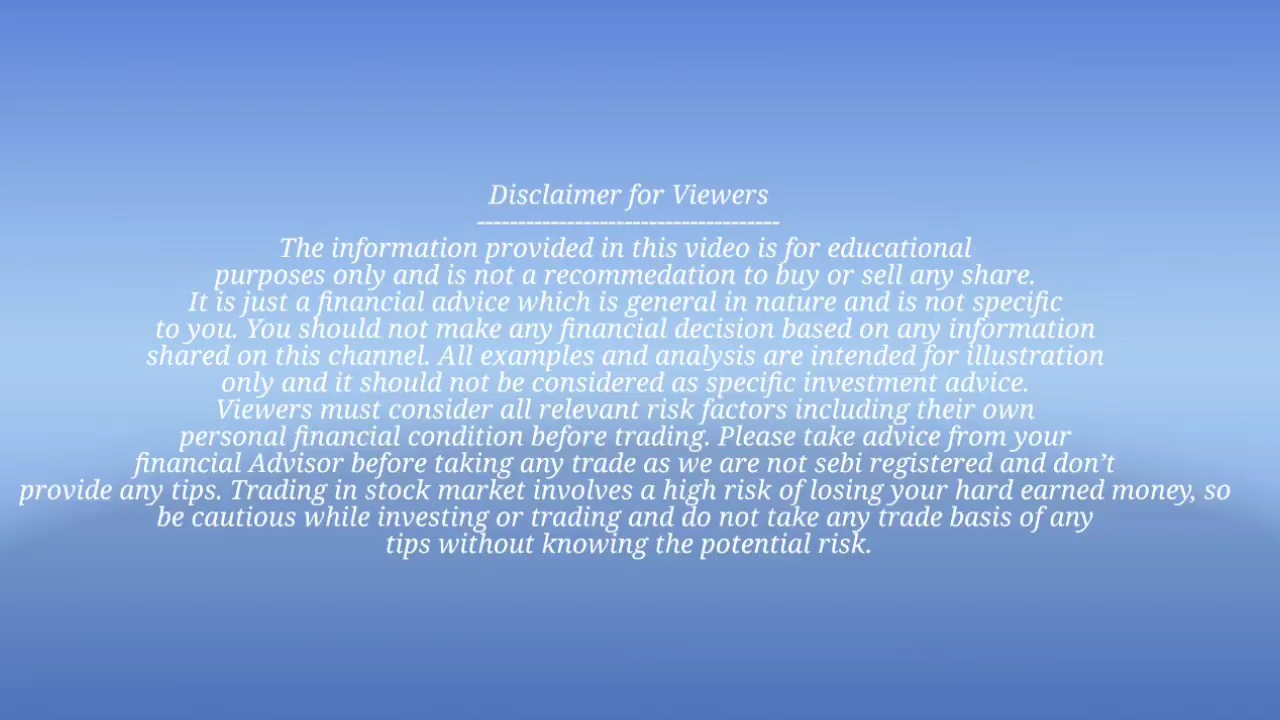 Disclaimer for Viewers
-------------------------------------
The information provided in this video is for educational
purposes only and is not a recommedation to buy or sell any share.
It is just a financial advice which is general in nature and is not specific
to you. You should not make any financial decision based on any information
shared on this channel. All examples and analysis are intended for illustration
only and it should not be considered as specific investment advice.
Viewers must consider all relevant risk factors including their own
personal financial condition before trading. Please take advice from your
financial Advisor before taking any trade as we are not sebi registered and don’t
provide any tips. Trading in stock market involves a high risk of losing your hard earned money, so
be cautious while investing or trading and do not take any trade basis of any
tips without knowing the potential risk.